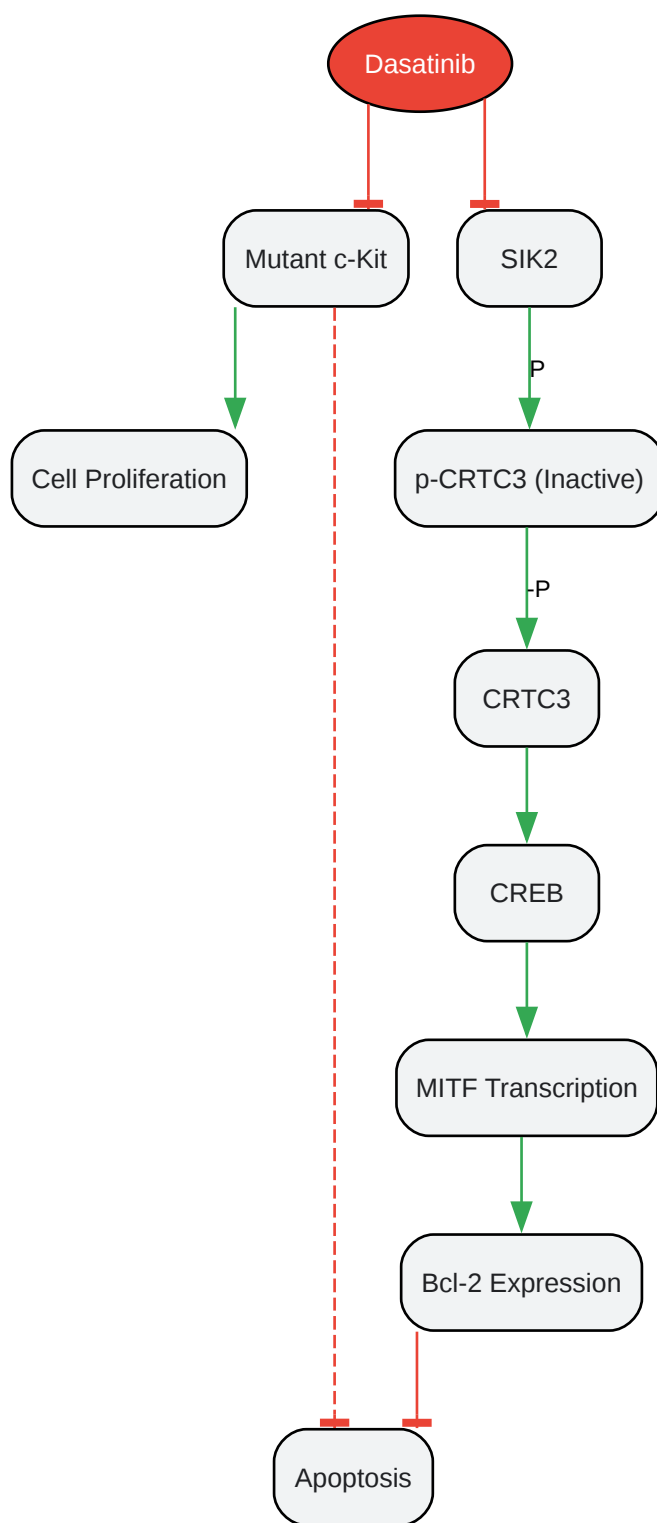 Dasatinib
Mutant c-Kit
SIK2
P
Cell Proliferation
p-CRTC3 (Inactive)
-P
CRTC3
CREB
MITF Transcription
Bcl-2 Expression
Apoptosis